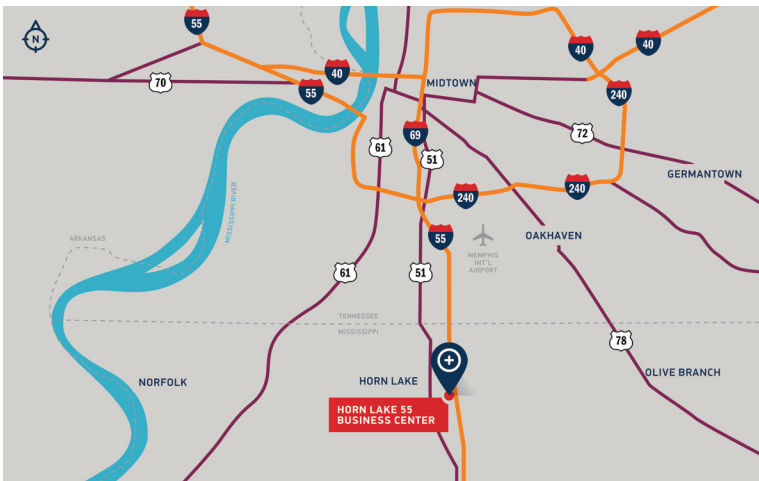 N
55
40
40
70
40
55
240
MIDTOWN
69
72
61
51
GERMANTOWN
240
240
MISSISSIPPI RIVER
ARKANSAS
55
OAKHAVEN
MEMPHIS
INT'L
AIRPORT
61
51
TENNESSEE
MISSISSIPPI
78
NORFOLK
HORN LAKE
OLIVE BRANCH
HORN LAKE 55
BUSINESS CENTER